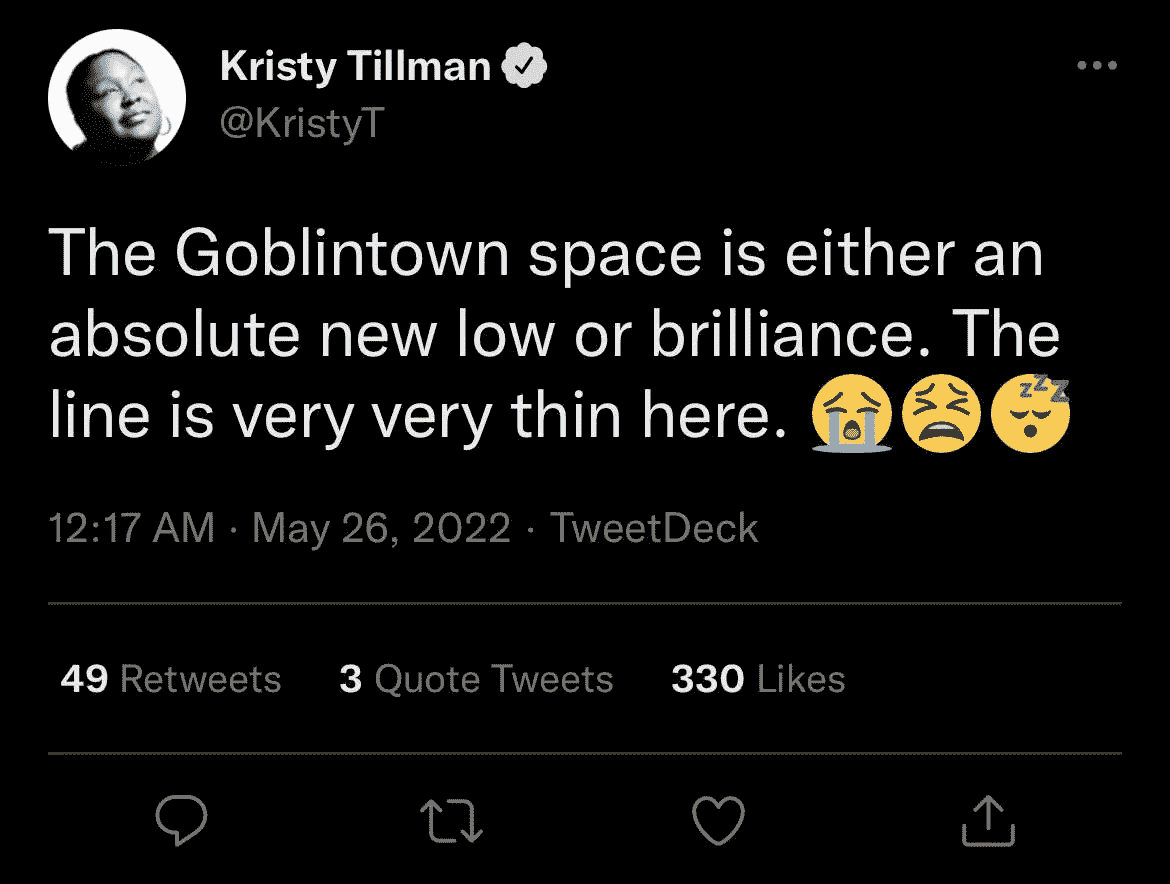 Kristy Tillman
@KristyT
The Goblintown space is either an
absolute new low or brilliance. The
line is very very thin here. 😭😫😴
12:17 AM · May 26, 2022 · TweetDeck
49 Retweets 3 Quote Tweets 330 Likes